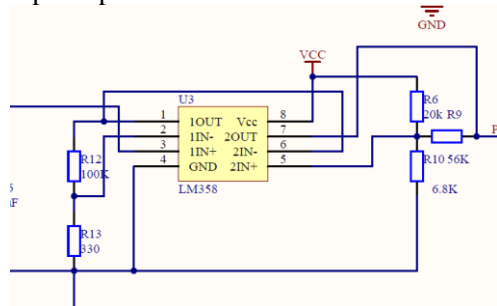 GND
VCC
U3
R6
20k R9
1 1OUT Vcc 8
2 1IN- 2OUT 7
3 1IN+ 2IN- 6
4 GND 2IN+ 5
LM358
R12
100K
R10 56K
6.8K
R13
330